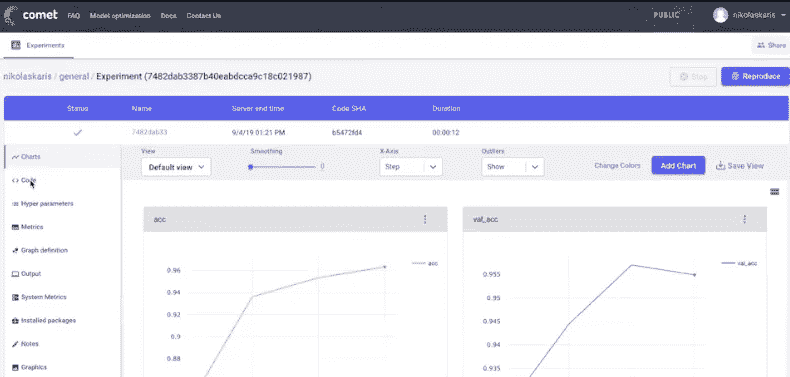 comet FAQ Model optimization Docs Contact Us PUBLIC nikolaskaris
Experiments Share
nikolaskaris / general / Experiment (7482dab3387b40eabdcca9c18c021987)
Stop Reproduce
Status Name Server end time Code SHA Duration
7482dab33 9/4/19 01:21 PM b5472fd4 00:00:12
Charts
Code
Hyper parameters
Metrics
Graph definition
Output
System Metrics
Installed packages
Notes
Graphics
View Smoothing X-Axis Outliers
Default view 0 Step Show Change Colors Add Chart Save View
acc
acc
0.96
0.94
0.92
0.9
0.88
val_acc
val_acc
0.955
0.95
0.945
0.94
0.935